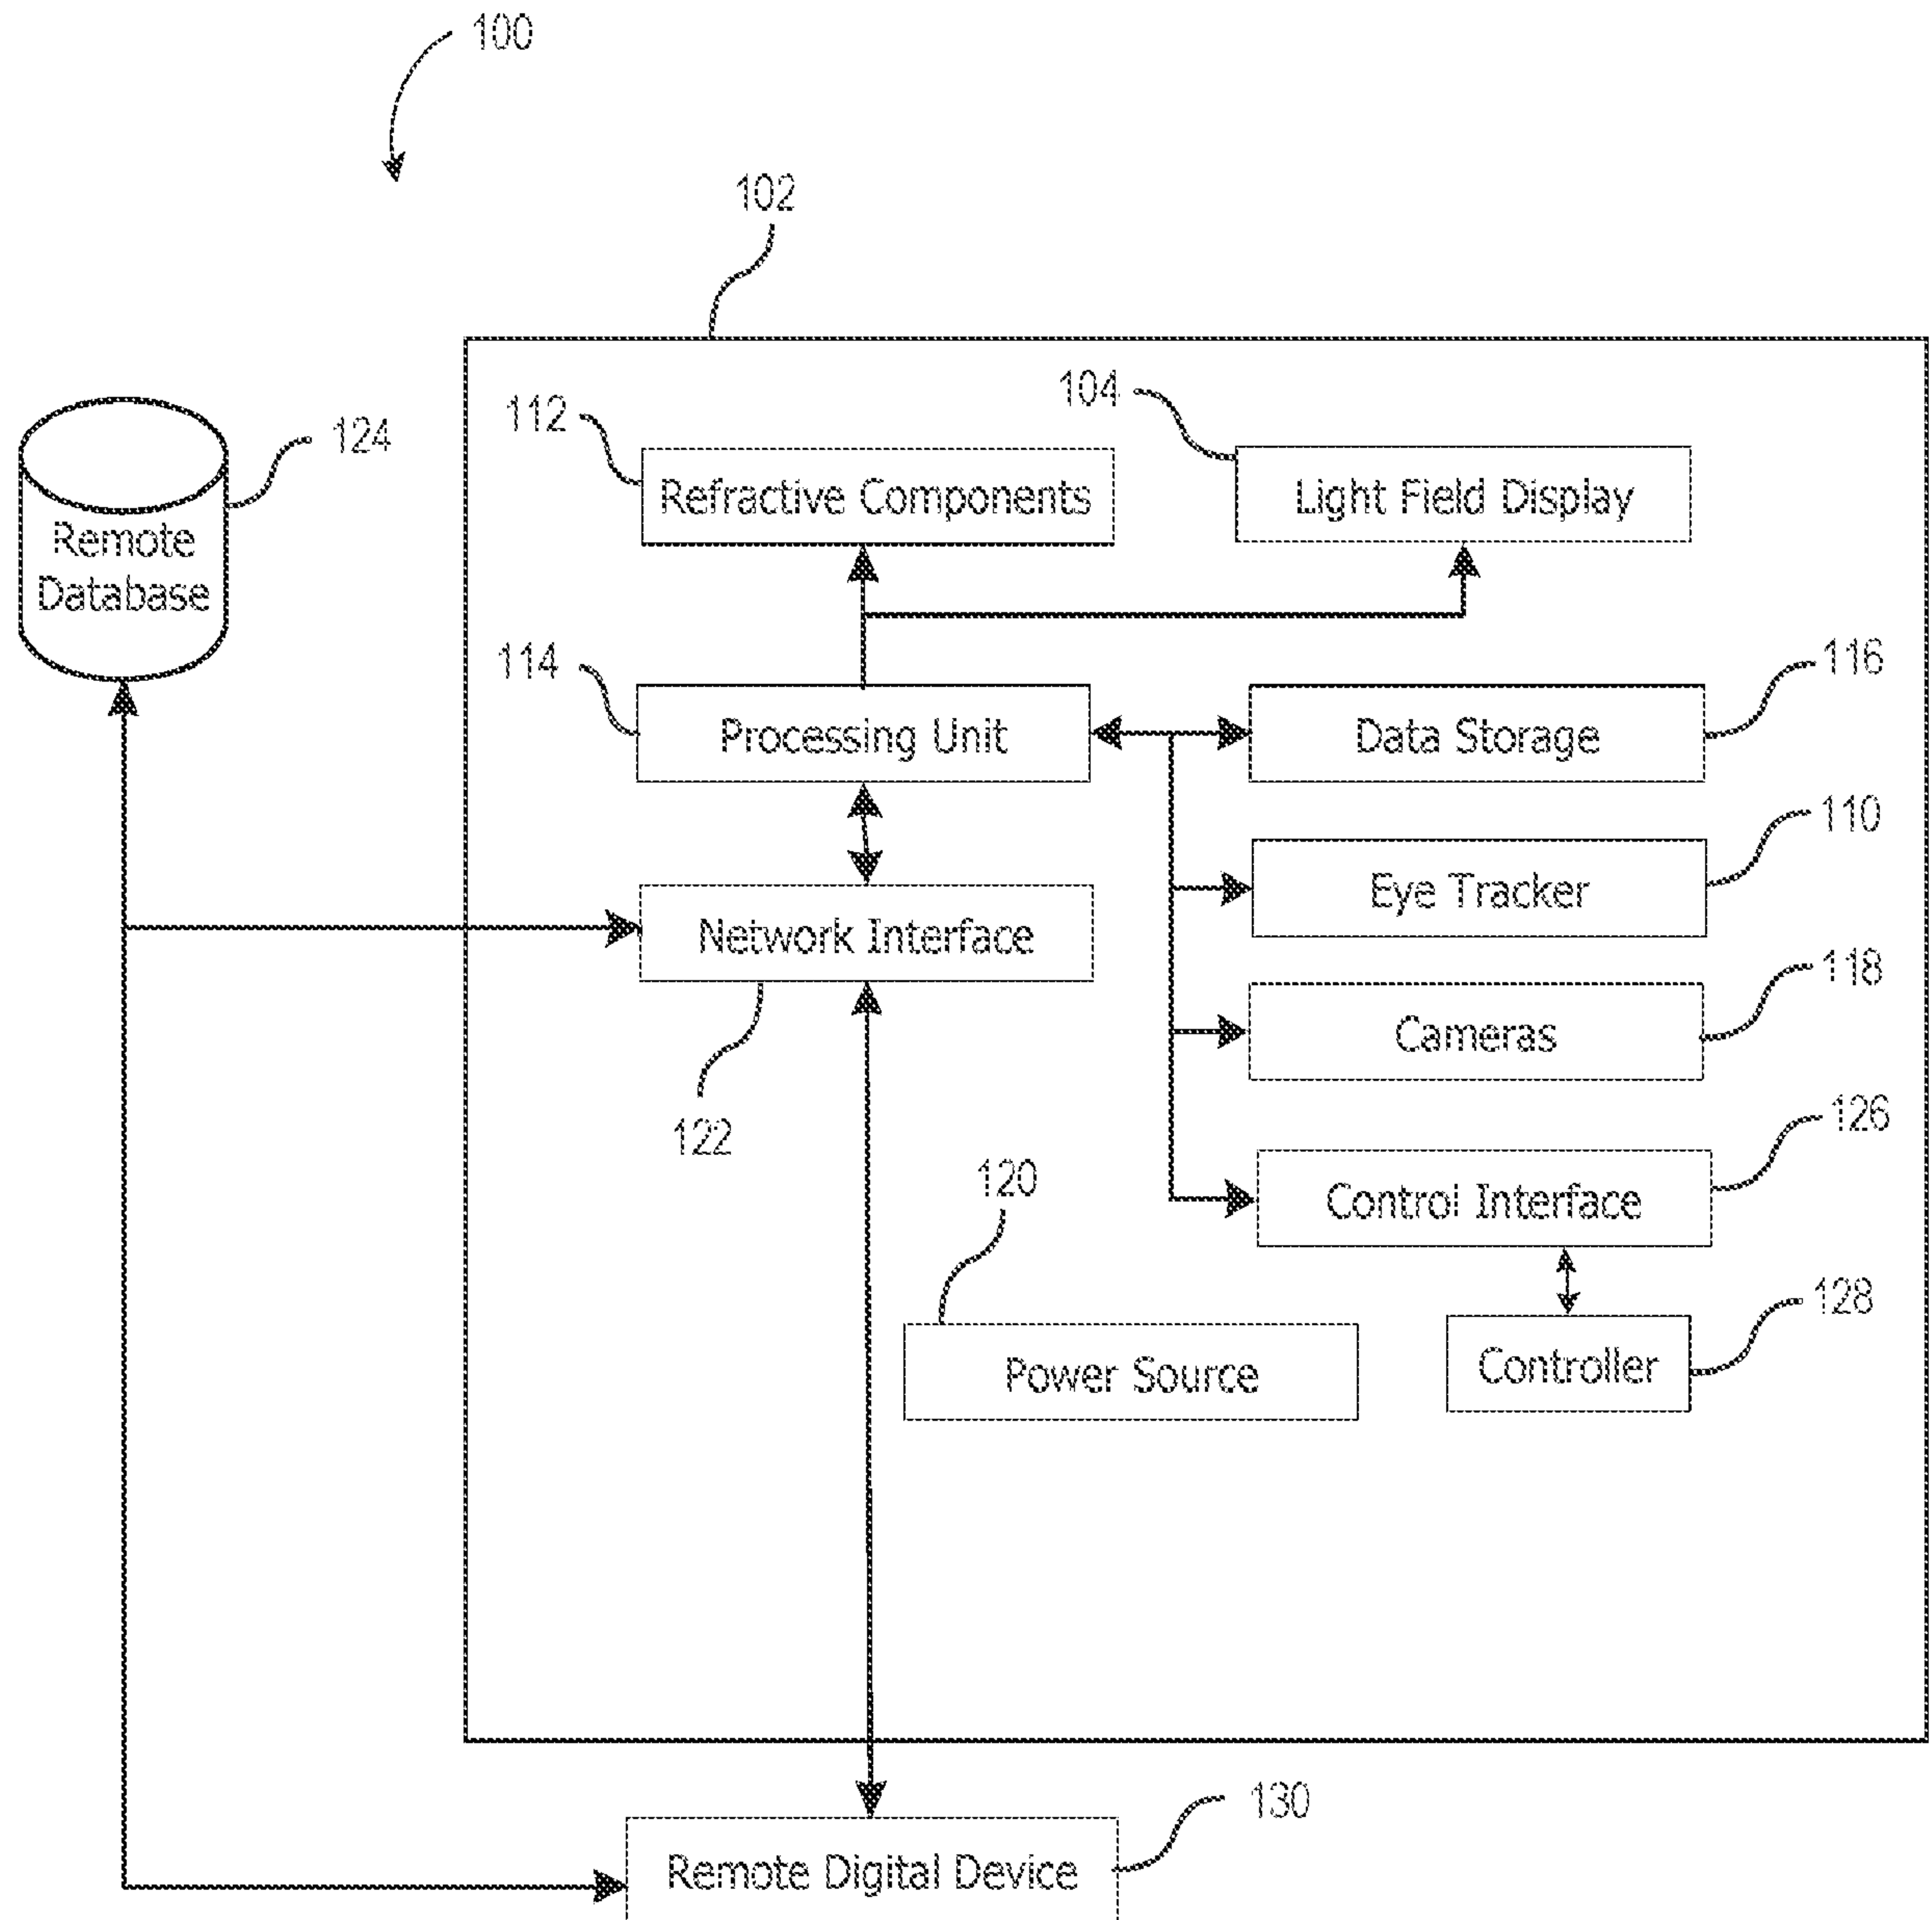 100
102
104
112
124
Refractive Components
Light Field Display
Remote
Database
114
116
Processing Unit
Data Storage
110
Eye Tracker
Network Interface
118
Cameras
122
126
120
Control Interface
128
Power Source
Controller
130
Remote Digital Device